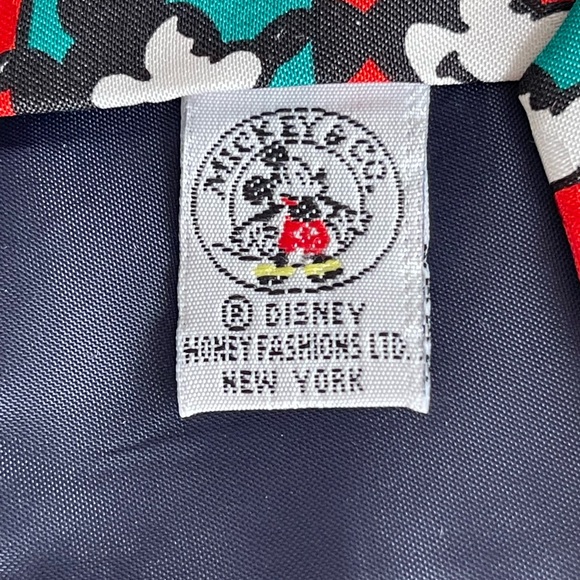 MICKEY & CO.
® DISNEY
HONEY FASHIONS LTD.
NEW YORK